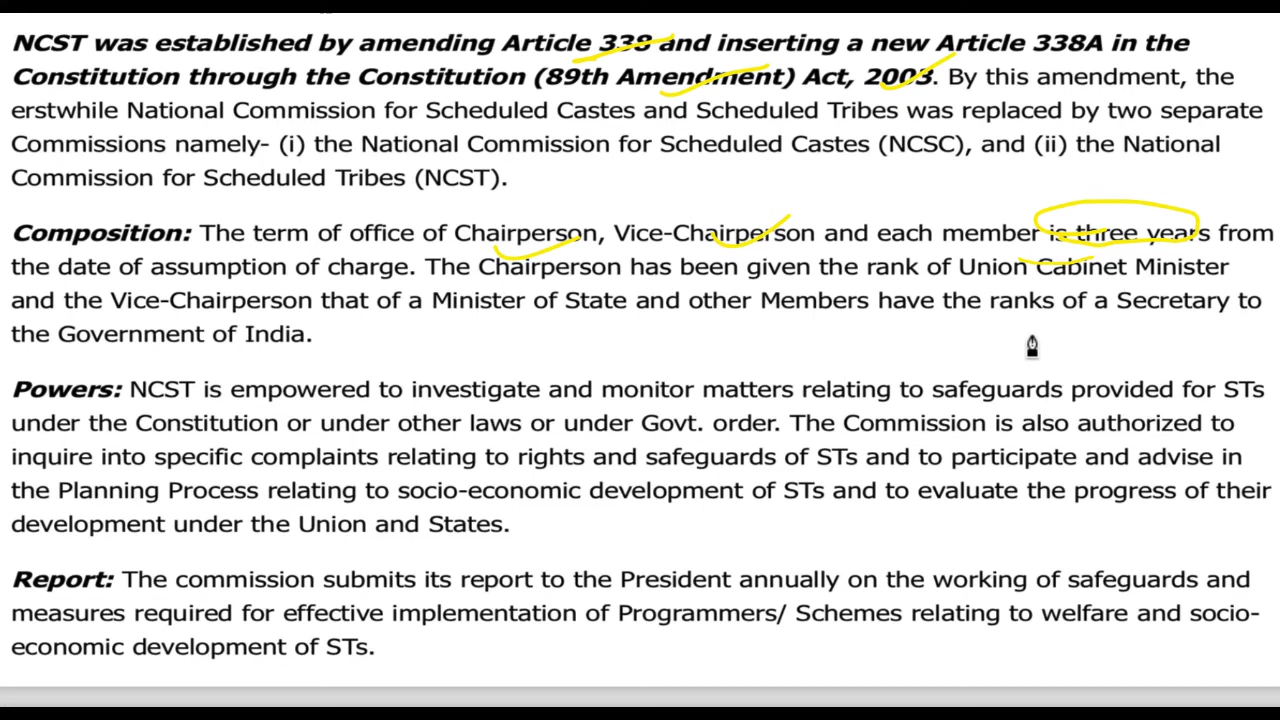 NCST was established by amending Article 338 and inserting a new Article 338A in the
Constitution through the Constitution (89th Amendment) Act, 2003. By this amendment, the
erstwhile National Commission for Scheduled Castes and Scheduled Tribes was replaced by two separate
Commissions namely- (i) the National Commission for Scheduled Castes (NCSC), and (ii) the National
Commission for Scheduled Tribes (NCST).
Composition: The term of office of Chairperson, Vice-Chairperson and each member is three years from
the date of assumption of charge. The Chairperson has been given the rank of Union Cabinet Minister
and the Vice-Chairperson that of a Minister of State and other Members have the ranks of a Secretary to
the Government of India.
Powers: NCST is empowered to investigate and monitor matters relating to safeguards provided for STs
under the Constitution or under other laws or under Govt. order. The Commission is also authorized to
inquire into specific complaints relating to rights and safeguards of STs and to participate and advise in
the Planning Process relating to socio-economic development of STs and to evaluate the progress of their
development under the Union and States.
Report: The commission submits its report to the President annually on the working of safeguards and
measures required for effective implementation of Programmers/ Schemes relating to welfare and socio-
economic development of STs.